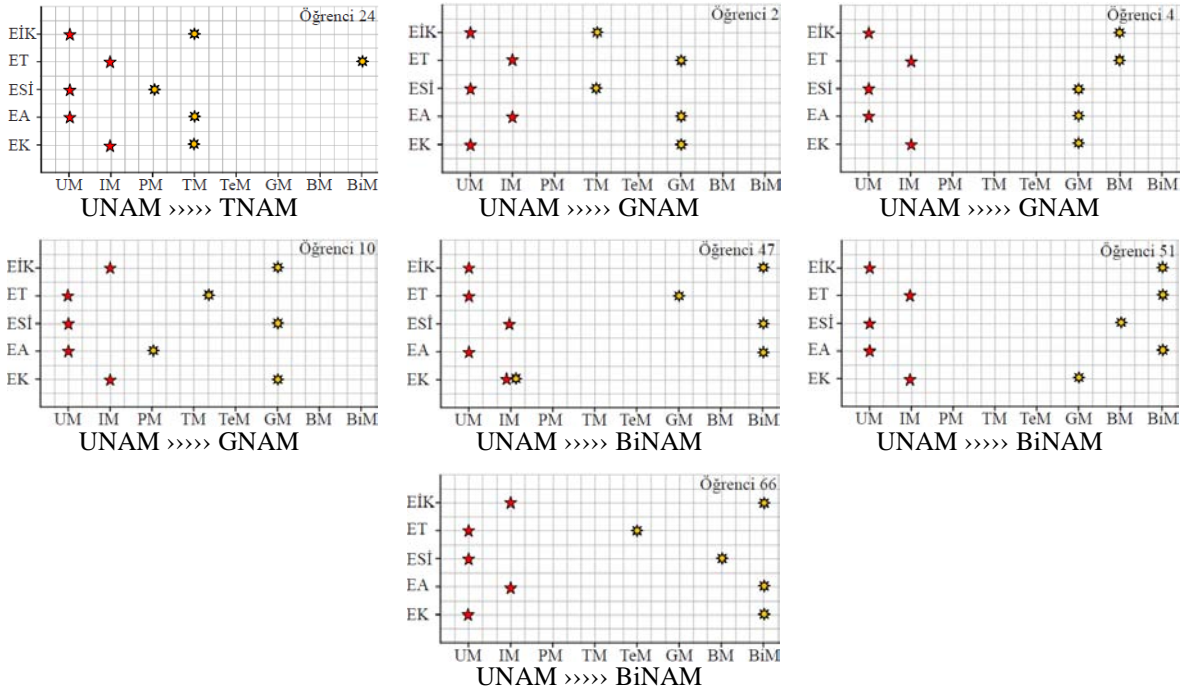 Öğrenci 24
EİK
ET
ESİ
EA
EK
UM IM PM TM TeM GM BM BiM
UNAM ››››› TNAM
Öğrenci 2
EİK
ET
ESİ
EA
EK
UM IM PM TM TeM GM BM BiM
UNAM ››››› GNAM
Öğrenci 4
EİK
ET
ESİ
EA
EK
UM IM PM TM TeM GM BM BiM
UNAM ››››› GNAM
Öğrenci 10
EİK
ET
ESİ
EA
EK
UM IM PM TM TeM GM BM BiM
UNAM ››››› GNAM
Öğrenci 47
EİK
ET
ESİ
EA
EK
UM IM PM TM TeM GM BM BiM
UNAM ››››› BiNAM
Öğrenci 51
EİK
ET
ESİ
EA
EK
UM IM PM TM TeM GM BM BiM
UNAM ››››› BiNAM
Öğrenci 66
EİK
ET
ESİ
EA
EK
UM IM PM TM TeM GM BM BiM
UNAM ››››› BiNAM